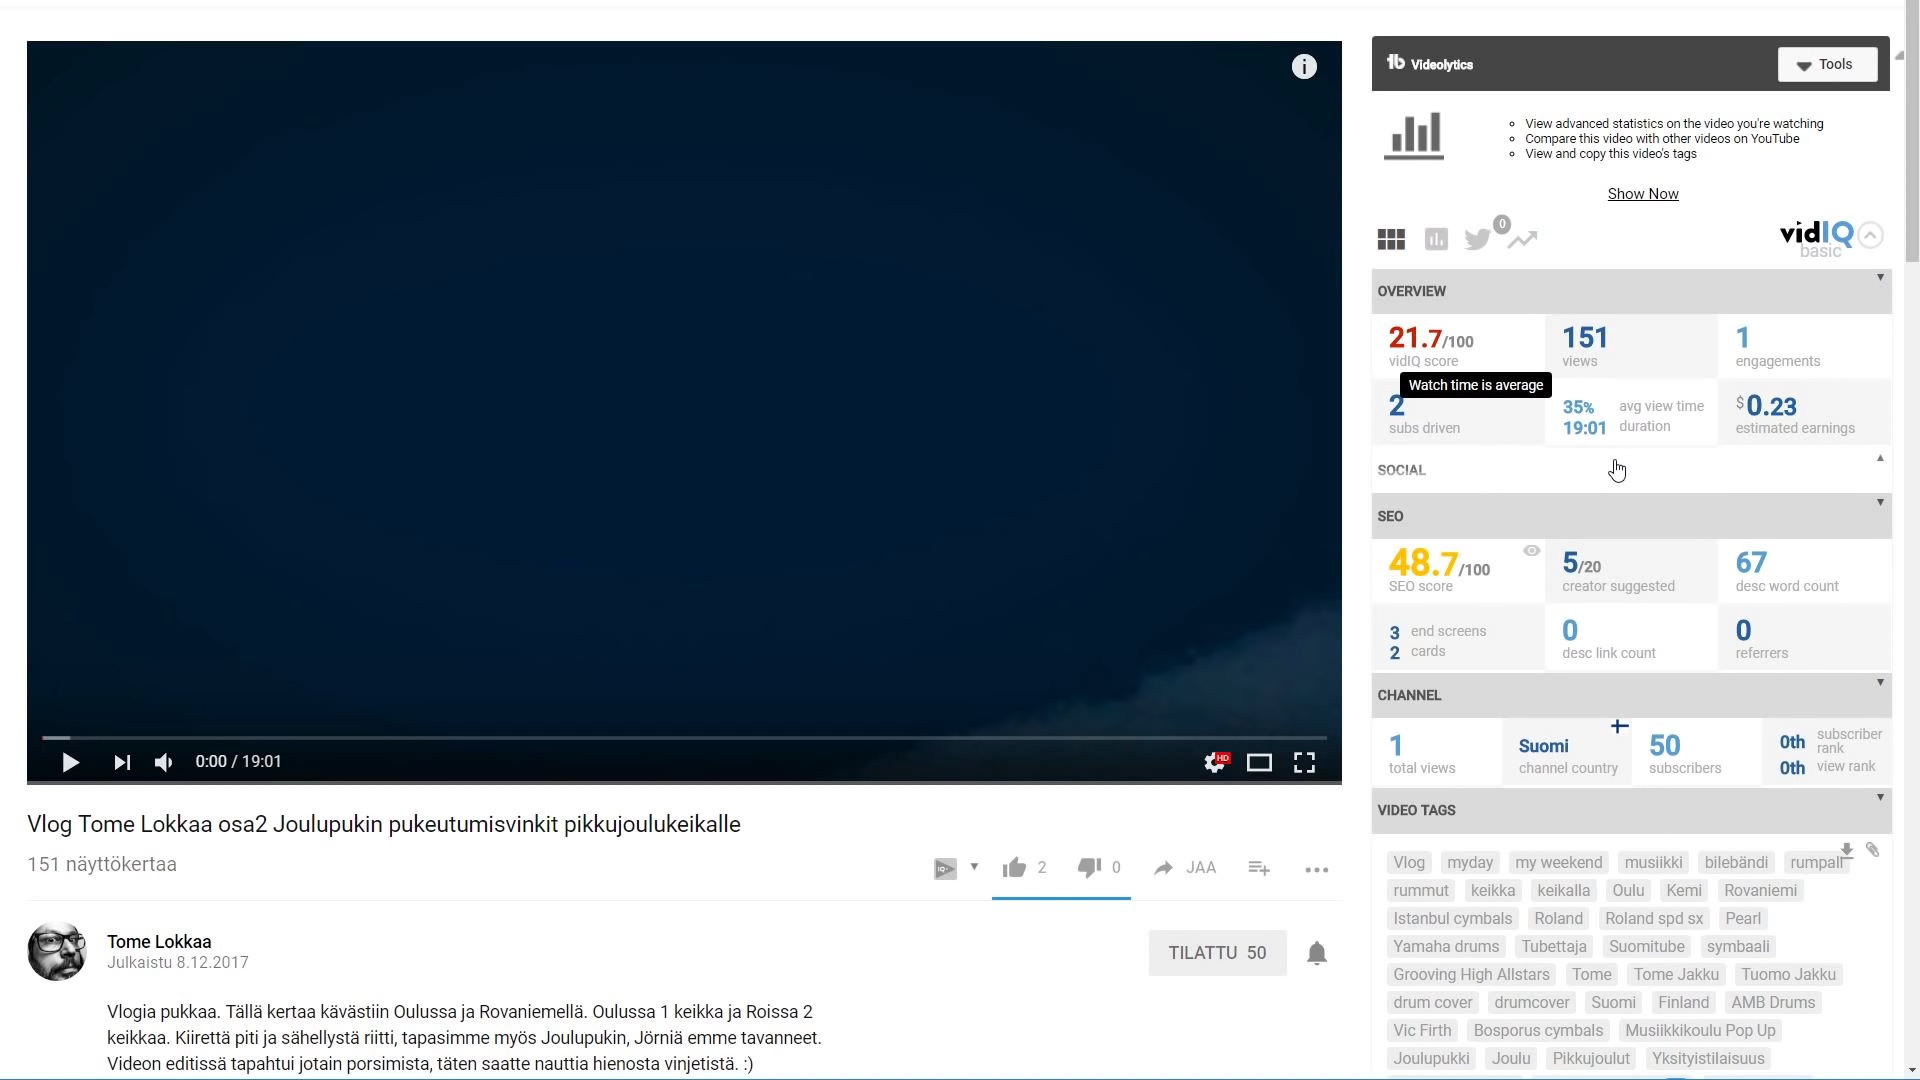 Videolytics
Tools
View advanced statistics on the video you're watching
Compare this video with other videos on YouTube
View and copy this video's tags
Show Now
0
vidIQ
basic
OVERVIEW
21.7/100
vidIQ score
151
views
1
engagements
Watch time is average
2
subs driven
35% avg view time
19:01 duration
$0.23
estimated earnings
SOCIAL
SEO
48.7/100
SEO score
5/20
creator suggested
67
desc word count
3 end screens
2 cards
0
desc link count
0
referrers
CHANNEL
1
total views
Suomi
channel country
50
subscribers
0th subscriber rank
0th view rank
VIDEO TAGS
Vlog myday my weekend musiikki bilebändi rumpali
rummut keikka keikalla Oulu Kemi Rovaniemi
Istanbul cymbals Roland Roland spd sx Pearl
Yamaha drums Tubettaja Suomitube symbaali
Grooving High Allstars Tome Tome Jakku Tuomo Jakku
drum cover drumcover Suomi Finland AMB Drums
Vic Firth Bosporus cymbals Musiikkikoulu Pop Up
Joulupukki Joulu Pikkujoulut Yksityistilaisuus
0:00 / 19:01
HD
Vlog Tome Lokkaa osa2 Joulupukin pukeutumisvinkit pikkujoulukeikalle
151 näyttökertaa
2 0 JAA
Tome Lokkaa
Julkaistu 8.12.2017
TILATTU 50
Vlogia pukkaa. Tällä kertaa kävästiin Oulussa ja Rovaniemellä. Oulussa 1 keikka ja Roissa 2
keikkaa. Kiirettä piti ja sähellystä riitti, tapasimme myös Joulupukin, Jörniä emme tavanneet.
Videon editissä tapahtui jotain porsimista, täten saatte nauttia hienosta vinjetistä. :)